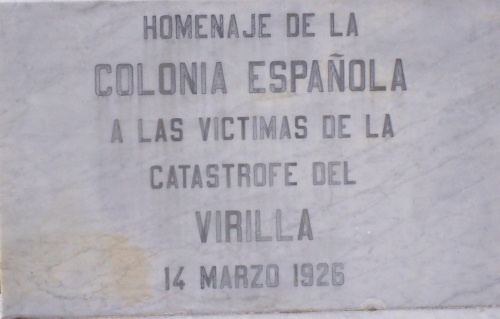 HOMENAJE DE LA
COLONIA ESPAÑOLA
A LAS VICTIMAS DE LA
CATASTROFE DEL
VIRILLA
14 MARZO 1926